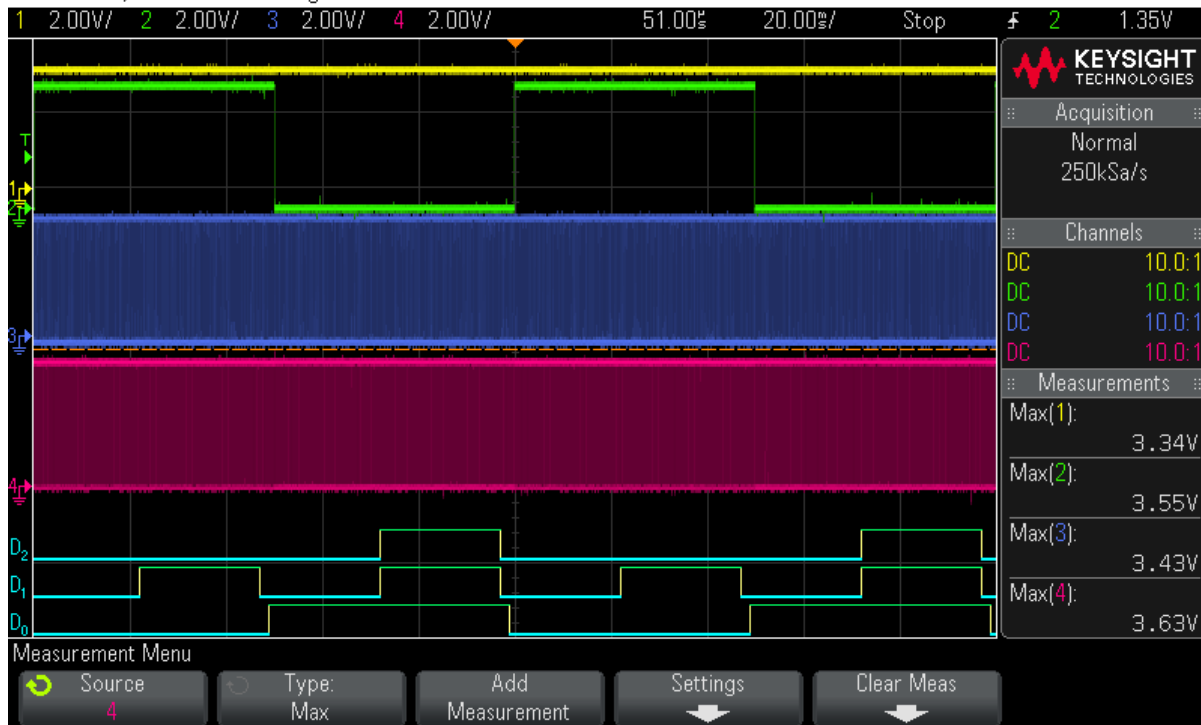 1 2.00V/ 2 2.00V/ 3 2.00V/ 4 2.00V/ 51.00 20.00 / Stop 2 1.35V
KEYSIGHT
TECHNOLOGIES
Acquisition
Normal
250kSa/s
Channels
DC 10.0:1
DC 10.0:1
DC 10.0:1
DC 10.0:1
Measurements
Max(1):
3.34V
Max(2):
3.55V
Max(3):
3.43V
Max(4):
3.63V
T
1
2
3
4
D2
D1
D0
Measurement Menu
Source
4
Type:
Max
Add
Measurement
Settings
Clear Meas